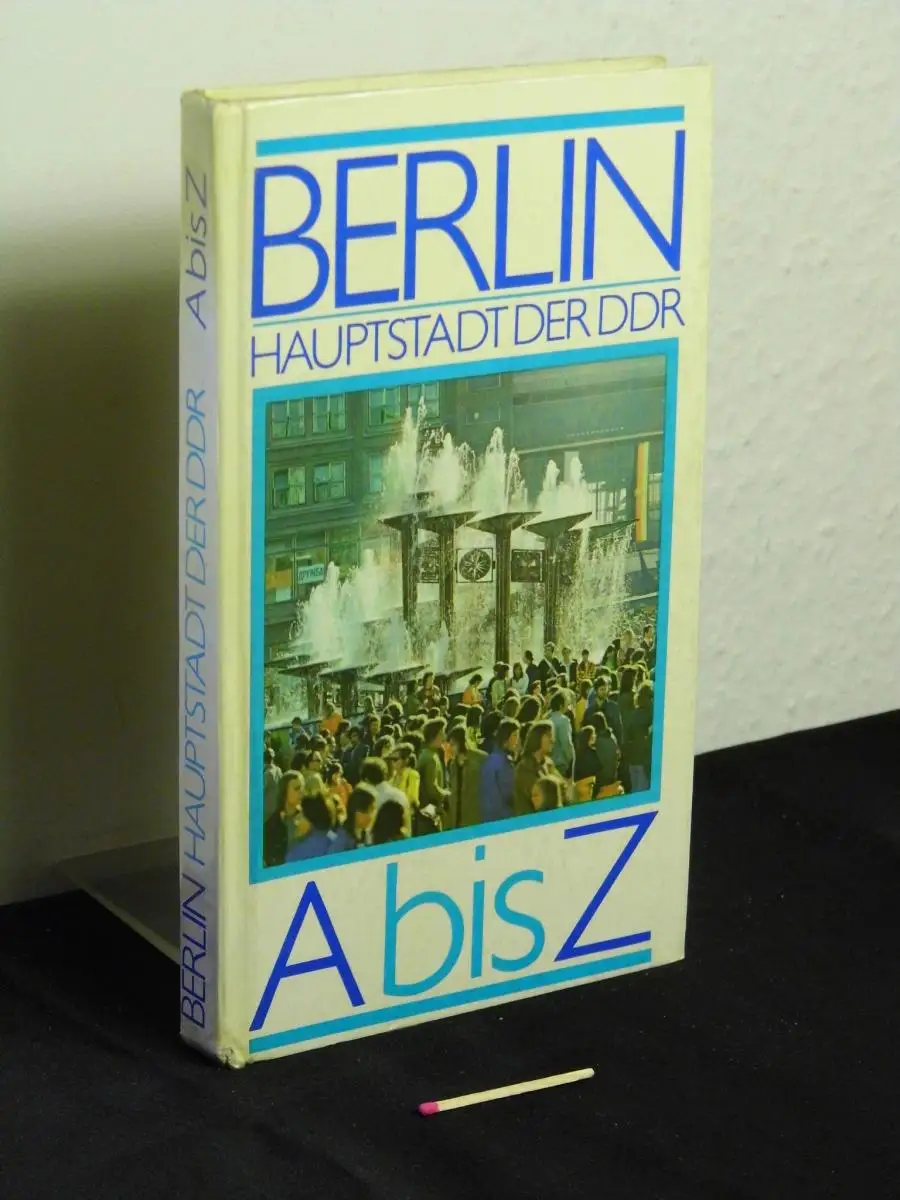 BERLIN
HAUPTSTADT DER DDR
A bis Z
BERLIN HAUPTSTADT DER DDR A bis Z